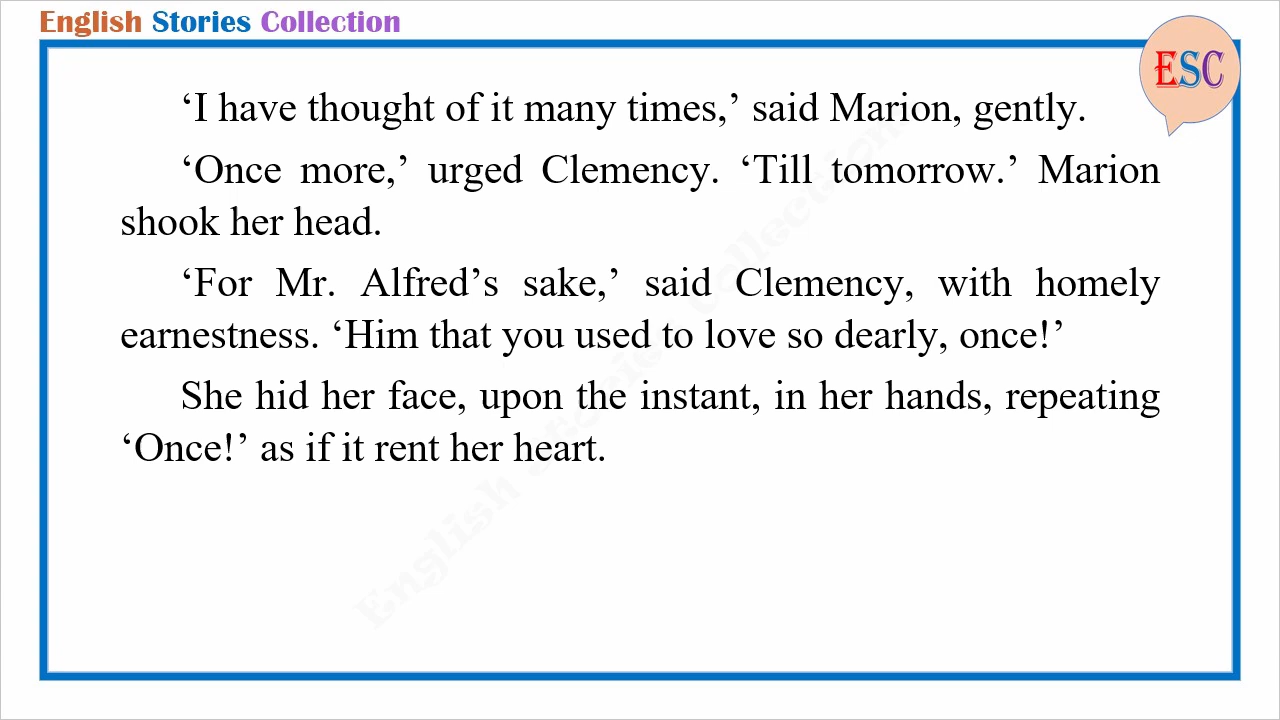 English Stories Collection
ESC
‘I have thought of it many times,’ said Marion, gently.
‘Once more,’ urged Clemency. ‘Till tomorrow.’ Marion
shook her head.
‘For Mr. Alfred’s sake,’ said Clemency, with homely
earnestness. ‘Him that you used to love so dearly, once!’
She hid her face, upon the instant, in her hands, repeating
‘Once!’ as if it rent her heart.
English Stories Collection